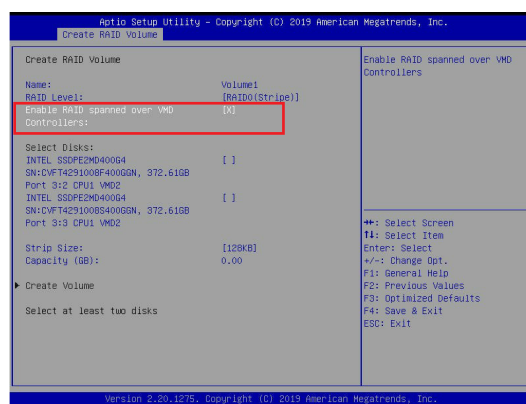 Aptio Setup Utility – Copyright (C) 2019 American Megatrends, Inc.
Create RAID Volume
Create RAID Volume
Name: Volume1
RAID Level: [RAID0(Stripe)]
Enable RAID spanned over VMD [X]
Controllers:
Select Disks:
INTEL SSDPE2MD400G4 [ ]
SN:CVFT4291008F400GGN, 372.61GB
Port 3:2 CPU1 VMD2
INTEL SSDPE2MD400G4 [ ]
SN:CVFT4291008S400GGN, 372.61GB
Port 3:3 CPU1 VMD2
Strip Size: [128KB]
Capacity (GB): 0.00
Create Volume
Select at least two disks
Enable RAID spanned over VMD
Controllers
→←: Select Screen
↑↓: Select Item
Enter: Select
+/-: Change Opt.
F1: General Help
F2: Previous Values
F3: Optimized Defaults
F4: Save & Exit
ESC: Exit
Version 2.20.1275. Copyright (C) 2019 American Megatrends, Inc.